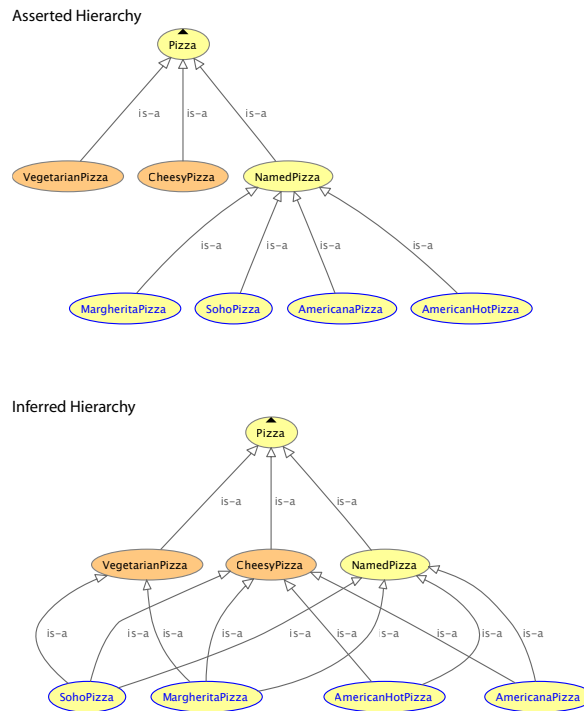 Asserted Hierarchy
Pizza
is-a is-a is-a
VegetarianPizza CheesyPizza NamedPizza
is-a is-a is-a is-a
MargheritaPizza SohoPizza AmericanaPizza AmericanHotPizza
Inferred Hierarchy
Pizza
is-a is-a is-a
VegetarianPizza CheesyPizza NamedPizza
is-a is-a is-a is-a is-a is-a is-a is-a is-a
SohoPizza MargheritaPizza AmericanHotPizza AmericanaPizza